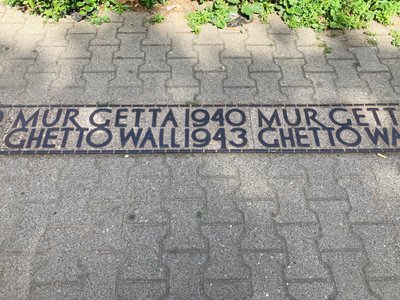 MUR GETTA 1940 MUR GETT
GHETTO WALL 1943 GHETTO WA